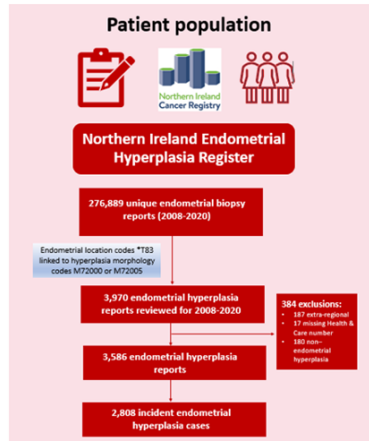 Patient population
Northern Ireland
Cancer Registry
Northern Ireland Endometrial
Hyperplasia Register
276,889 unique endometrial biopsy
reports (2008-2020)
Endometrial location codes *T83
linked to hyperplasia morphology
codes M72000 or M72005
3,970 endometrial hyperplasia
reports reviewed for 2008-2020
384 exclusions:
• 187 extra-regional
• 17 missing Health &
Care number
• 180 non–
endometrial
hyperplasia
3,586 endometrial hyperplasia
reports
2,808 incident endometrial
hyperplasia cases